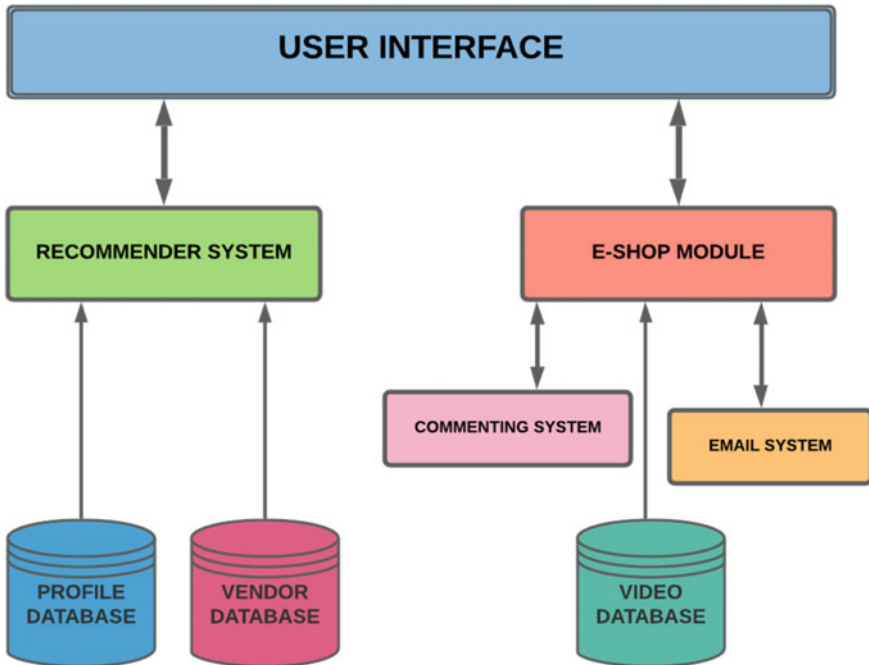 USER INTERFACE
RECOMMENDER SYSTEM
E-SHOP MODULE
COMMENTING SYSTEM
EMAIL SYSTEM
PROFILE
DATABASE
VENDOR
DATABASE
VIDEO
DATABASE